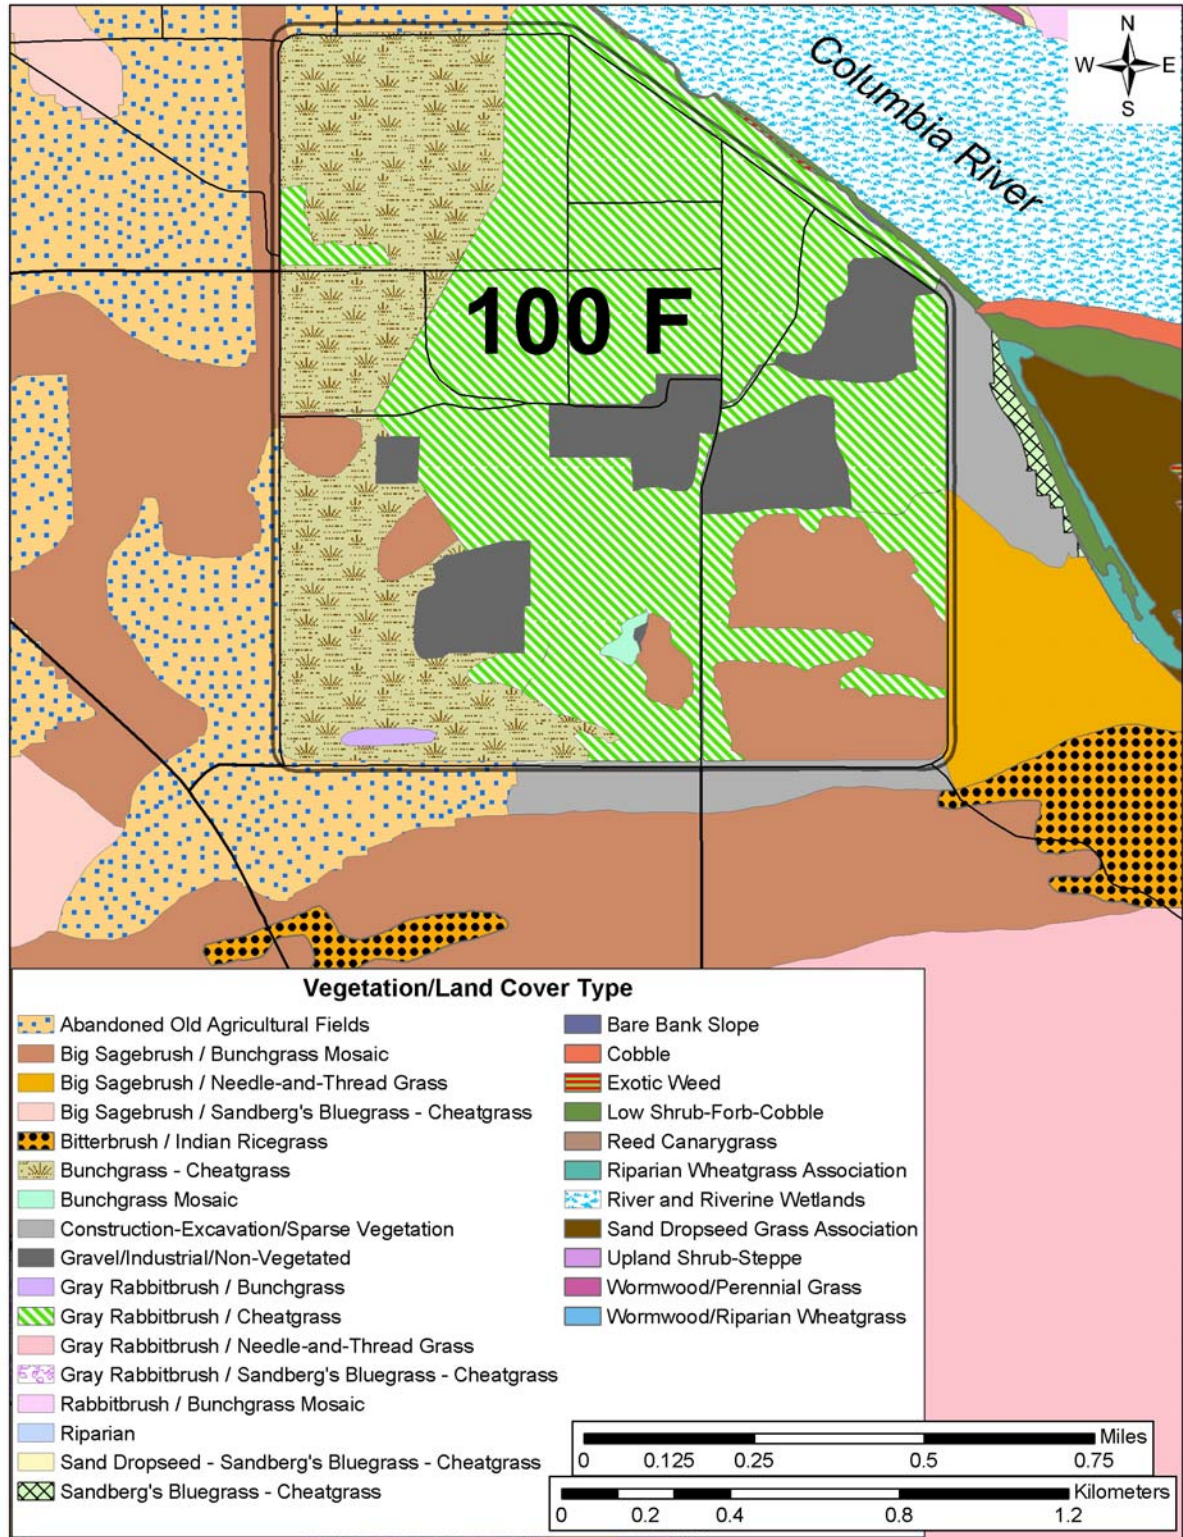 N
W E
S
Columbia River
100 F
Vegetation/Land Cover Type
Abandoned Old Agricultural Fields
Big Sagebrush / Bunchgrass Mosaic
Big Sagebrush / Needle-and-Thread Grass
Big Sagebrush / Sandberg's Bluegrass - Cheatgrass
Bitterbrush / Indian Ricegrass
Bunchgrass - Cheatgrass
Bunchgrass Mosaic
Construction-Excavation/Sparse Vegetation
Gravel/Industrial/Non-Vegetated
Gray Rabbitbrush / Bunchgrass
Gray Rabbitbrush / Cheatgrass
Gray Rabbitbrush / Needle-and-Thread Grass
Gray Rabbitbrush / Sandberg's Bluegrass - Cheatgrass
Rabbitbrush / Bunchgrass Mosaic
Riparian
Sand Dropseed - Sandberg's Bluegrass - Cheatgrass
Sandberg's Bluegrass - Cheatgrass
Bare Bank Slope
Cobble
Exotic Weed
Low Shrub-Forb-Cobble
Reed Canarygrass
Riparian Wheatgrass Association
River and Riverine Wetlands
Sand Dropseed Grass Association
Upland Shrub-Steppe
Wormwood/Perennial Grass
Wormwood/Riparian Wheatgrass
Miles
0 0.125 0.25 0.5 0.75
Kilometers
0 0.2 0.4 0.8 1.2